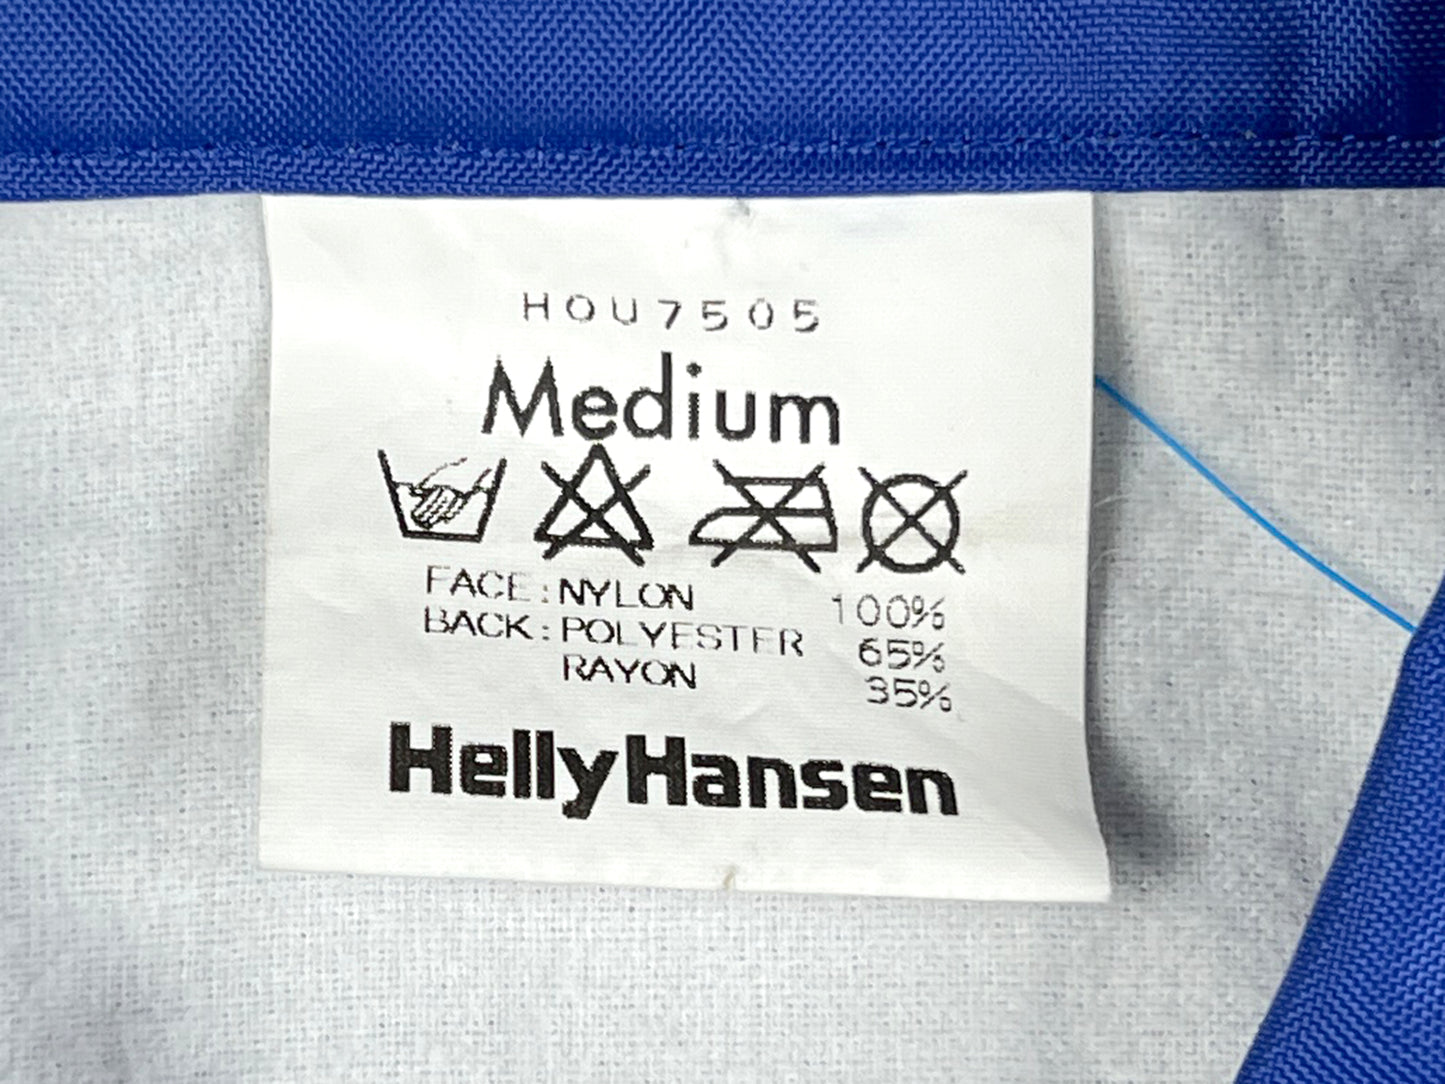 HOU7505
Medium
FACE: NYLON 100%
BACK: POLYESTER 65%
RAYON 35%
HellyHansen